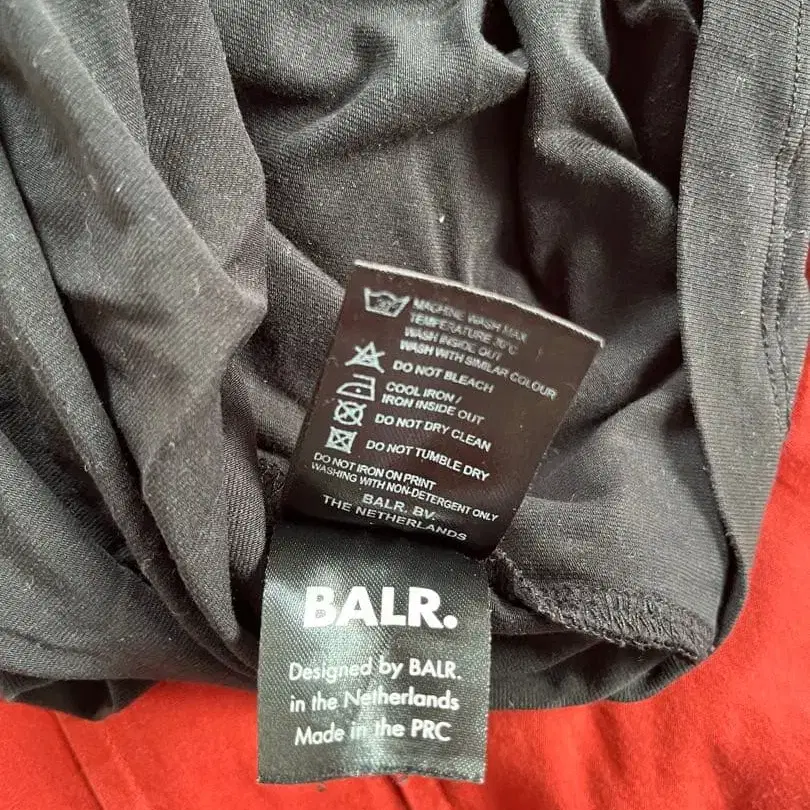 MACHINE WASH MAX
TEMPERATURE 30°C
WASH INSIDE OUT
WASH WITH SIMILAR COLOUR
DO NOT BLEACH
COOL IRON /
IRON INSIDE OUT
DO NOT DRY CLEAN
DO NOT TUMBLE DRY
DO NOT IRON ON PRINT
WASHING WITH NON-DETERGENT ONLY
BALR. BV.
THE NETHERLANDS
BALR.
Designed by BALR.
in the Netherlands
Made in the PRC